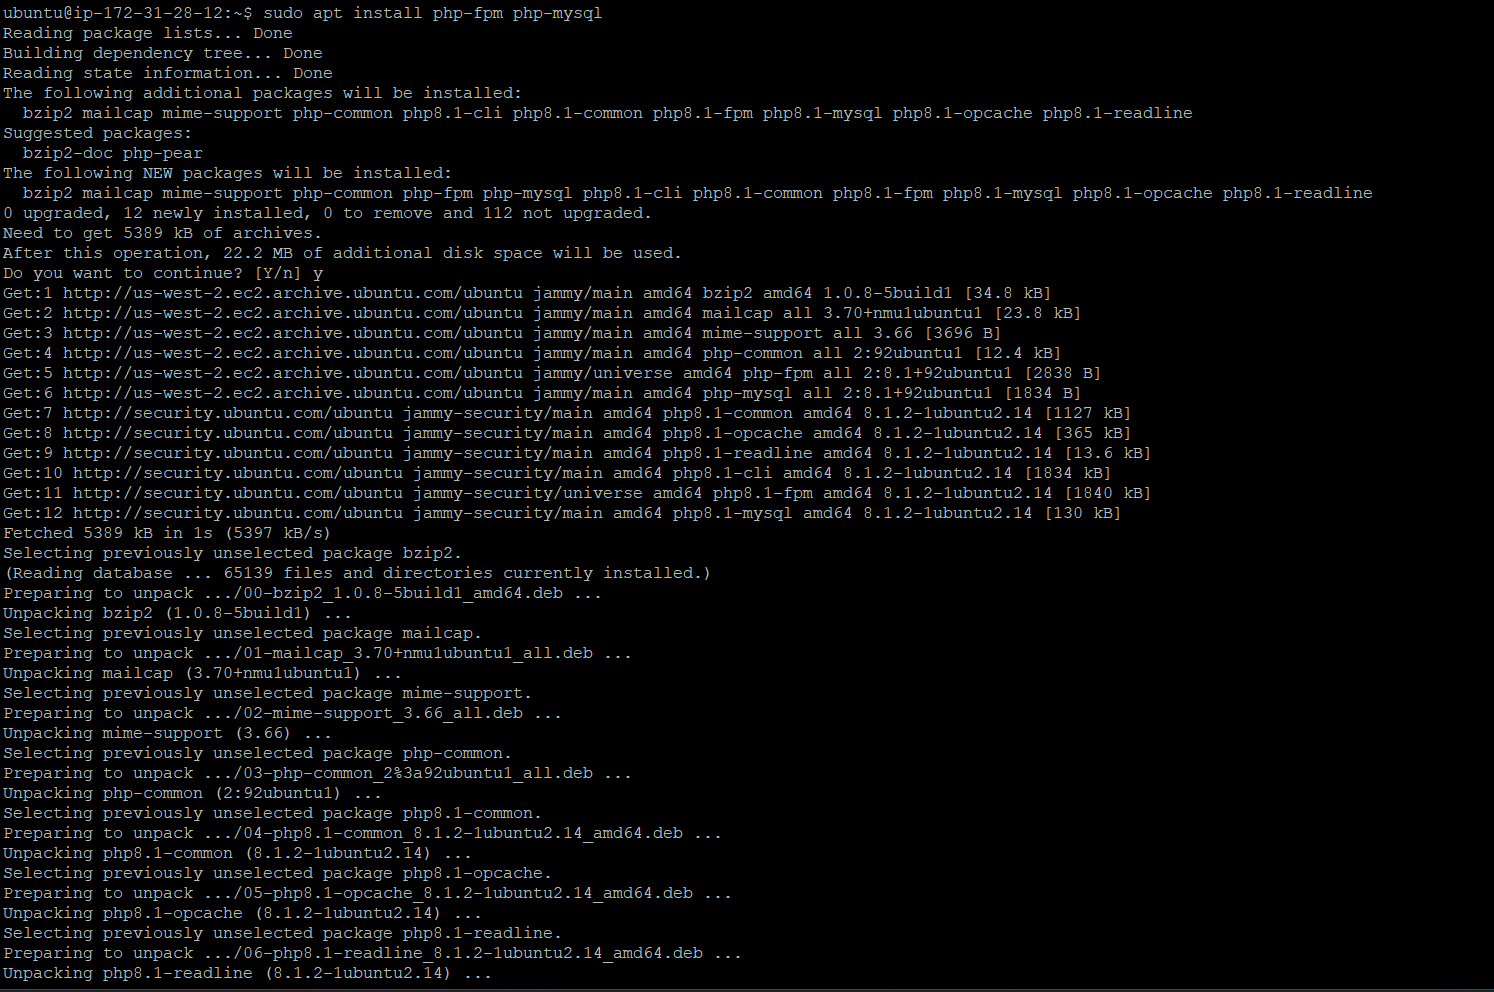 ubuntu@ip-172-31-28-12:~$ sudo apt install php-fpm php-mysql
Reading package lists... Done
Building dependency tree... Done
Reading state information... Done
The following additional packages will be installed:
  bzip2 mailcap mime-support php-common php8.1-cli php8.1-common php8.1-fpm php8.1-mysql php8.1-opcache php8.1-readline
Suggested packages:
  bzip2-doc php-pear
The following NEW packages will be installed:
  bzip2 mailcap mime-support php-common php-fpm php-mysql php8.1-cli php8.1-common php8.1-fpm php8.1-mysql php8.1-opcache php8.1-readline
0 upgraded, 12 newly installed, 0 to remove and 112 not upgraded.
Need to get 5389 kB of archives.
After this operation, 22.2 MB of additional disk space will be used.
Do you want to continue? [Y/n] y
Get:1 http://us-west-2.ec2.archive.ubuntu.com/ubuntu jammy/main amd64 bzip2 amd64 1.0.8-5build1 [34.8 kB]
Get:2 http://us-west-2.ec2.archive.ubuntu.com/ubuntu jammy/main amd64 mailcap all 3.70+nmu1ubuntu1 [23.8 kB]
Get:3 http://us-west-2.ec2.archive.ubuntu.com/ubuntu jammy/main amd64 mime-support all 3.66 [3696 B]
Get:4 http://us-west-2.ec2.archive.ubuntu.com/ubuntu jammy/main amd64 php-common all 2:92ubuntu1 [12.4 kB]
Get:5 http://us-west-2.ec2.archive.ubuntu.com/ubuntu jammy/universe amd64 php-fpm all 2:8.1+92ubuntu1 [2838 B]
Get:6 http://us-west-2.ec2.archive.ubuntu.com/ubuntu jammy/main amd64 php-mysql all 2:8.1+92ubuntu1 [1834 B]
Get:7 http://security.ubuntu.com/ubuntu jammy-security/main amd64 php8.1-common amd64 8.1.2-1ubuntu2.14 [1127 kB]
Get:8 http://security.ubuntu.com/ubuntu jammy-security/main amd64 php8.1-opcache amd64 8.1.2-1ubuntu2.14 [365 kB]
Get:9 http://security.ubuntu.com/ubuntu jammy-security/main amd64 php8.1-readline amd64 8.1.2-1ubuntu2.14 [13.6 kB]
Get:10 http://security.ubuntu.com/ubuntu jammy-security/main amd64 php8.1-cli amd64 8.1.2-1ubuntu2.14 [1834 kB]
Get:11 http://security.ubuntu.com/ubuntu jammy-security/universe amd64 php8.1-fpm amd64 8.1.2-1ubuntu2.14 [1840 kB]
Get:12 http://security.ubuntu.com/ubuntu jammy-security/main amd64 php8.1-mysql amd64 8.1.2-1ubuntu2.14 [130 kB]
Fetched 5389 kB in 1s (5397 kB/s)
Selecting previously unselected package bzip2.
(Reading database ... 65139 files and directories currently installed.)
Preparing to unpack .../00-bzip2_1.0.8-5build1_amd64.deb ...
Unpacking bzip2 (1.0.8-5build1) ...
Selecting previously unselected package mailcap.
Preparing to unpack .../01-mailcap_3.70+nmu1ubuntu1_all.deb ...
Unpacking mailcap (3.70+nmu1ubuntu1) ...
Selecting previously unselected package mime-support.
Preparing to unpack .../02-mime-support_3.66_all.deb ...
Unpacking mime-support (3.66) ...
Selecting previously unselected package php-common.
Preparing to unpack .../03-php-common_2%3a92ubuntu1_all.deb ...
Unpacking php-common (2:92ubuntu1) ...
Selecting previously unselected package php8.1-common.
Preparing to unpack .../04-php8.1-common_8.1.2-1ubuntu2.14_amd64.deb ...
Unpacking php8.1-common (8.1.2-1ubuntu2.14) ...
Selecting previously unselected package php8.1-opcache.
Preparing to unpack .../05-php8.1-opcache_8.1.2-1ubuntu2.14_amd64.deb ...
Unpacking php8.1-opcache (8.1.2-1ubuntu2.14) ...
Selecting previously unselected package php8.1-readline.
Preparing to unpack .../06-php8.1-readline_8.1.2-1ubuntu2.14_amd64.deb ...
Unpacking php8.1-readline (8.1.2-1ubuntu2.14) ...